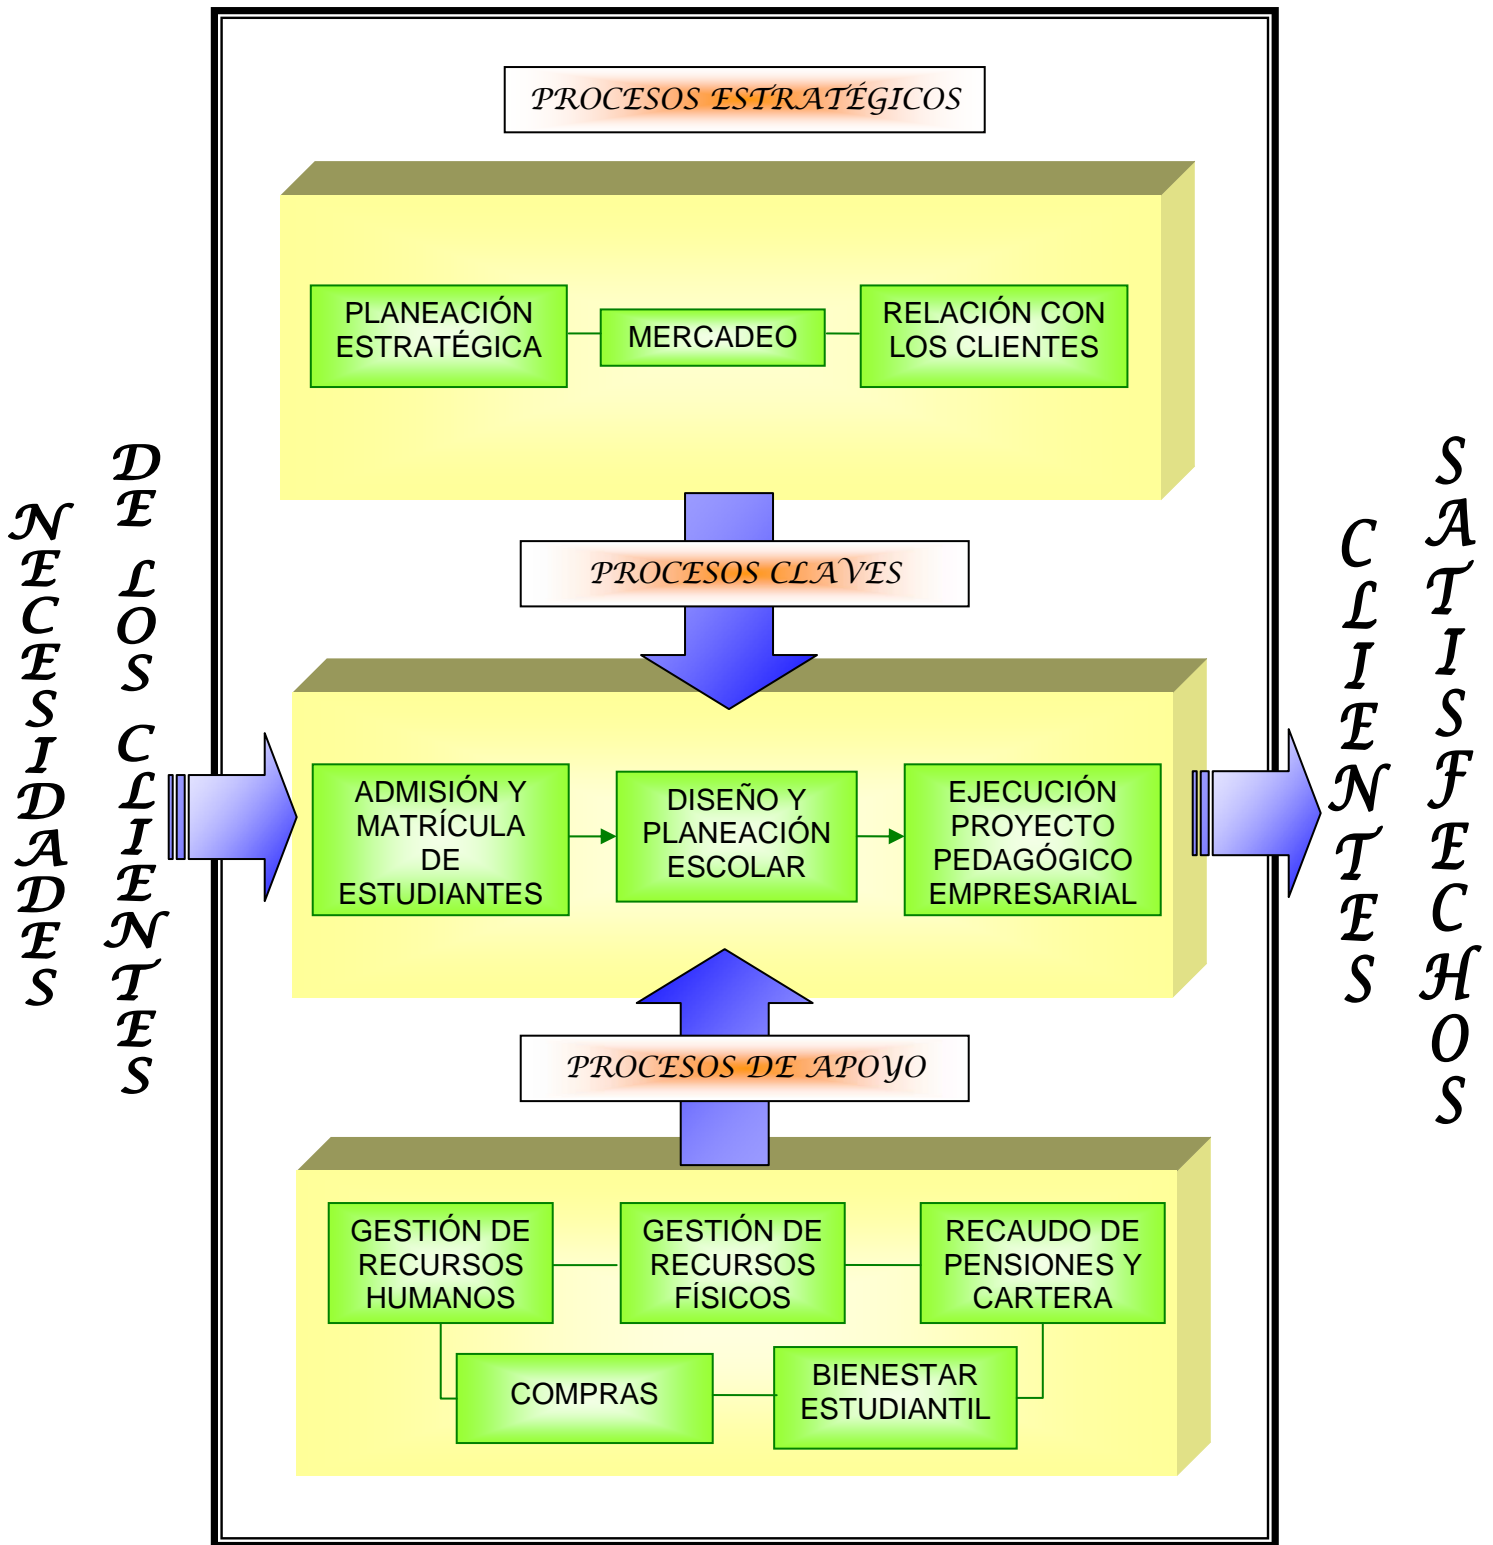 NECESIDADES
DE LOS CLIENTES
PROCESOS ESTRATÉGICOS
PLANEACIÓN
ESTRATÉGICA
MERCADEO
RELACIÓN CON
LOS CLIENTES
PROCESOS CLAVES
ADMISIÓN Y
MATRÍCULA
DE
ESTUDIANTES
DISEÑO Y
PLANEACIÓN
ESCOLAR
EJECUCIÓN
PROYECTO
PEDAGÓGICO
EMPRESARIAL
PROCESOS DE APOYO
GESTIÓN DE
RECURSOS
HUMANOS
GESTIÓN DE
RECURSOS
FÍSICOS
RECAUDO DE
PENSIONES Y
CARTERA
COMPRAS
BIENESTAR
ESTUDIANTIL
CLIENTES
SATISFECHOS